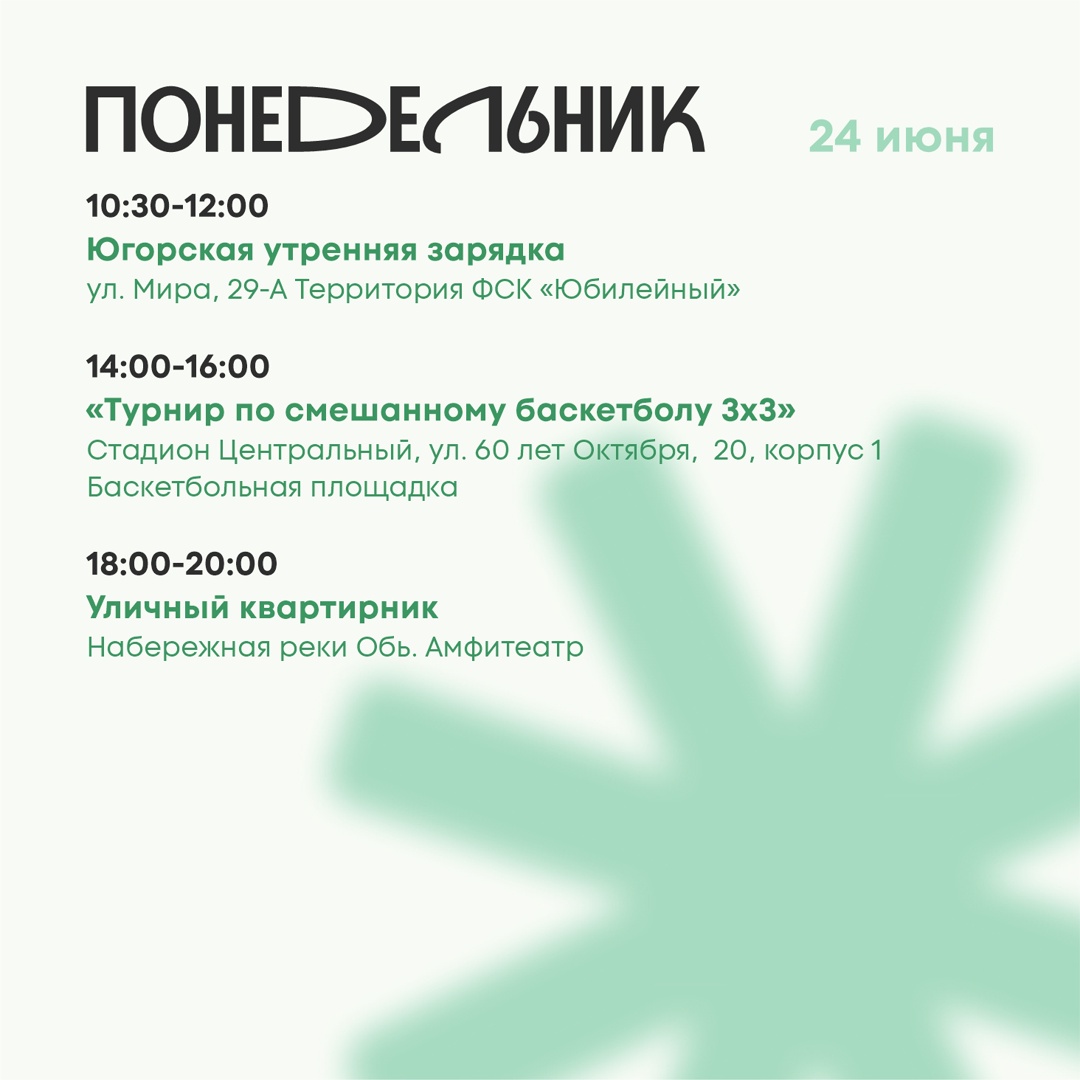 ПОНЕДЕЛЬНИК
24 июня
10:30-12:00
Югорская утренняя зарядка
ул. Мира, 29-А Территория ФСК «Юбилейный»
14:00-16:00
«Турнир по смешанному баскетболу 3х3»
Стадион Центральный, ул. 60 лет Октября, 20, корпус 1
Баскетбольная площадка
18:00-20:00
Уличный квартирник
Набережная реки Обь. Амфитеатр